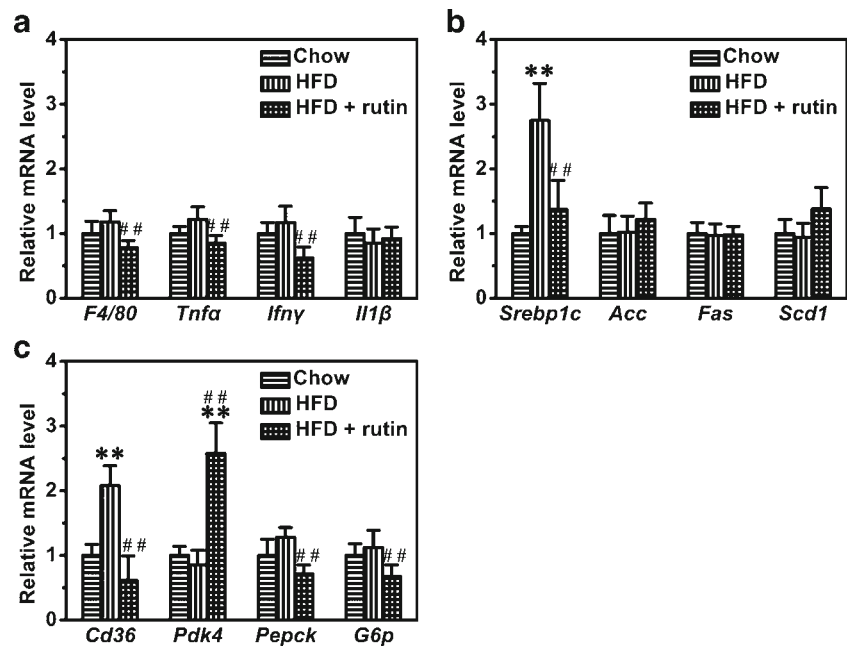 a
Relative mRNA level
4
3
2
1
0
Chow
HFD
HFD + rutin
## ## ##
F4/80 Tnfα Ifnγ Il1β
b
Relative mRNA level
4
3
2
1
0
Chow
HFD
HFD + rutin
**
##
Srebp1c Acc Fas Scd1
c
Relative mRNA level
4
3
2
1
0
Chow
HFD
HFD + rutin
##
** **
## ## ##
Cd36 Pdk4 Pepck G6p